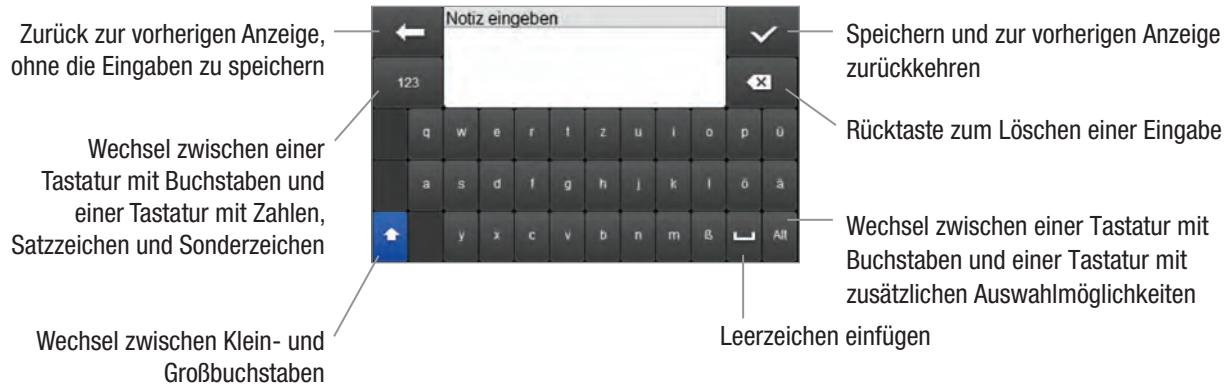 Zurück zur vorherigen Anzeige,
ohne die Eingaben zu speichern
Wechsel zwischen einer
Tastatur mit Buchstaben und
einer Tastatur mit Zahlen,
Satzzeichen und Sonderzeichen
Wechsel zwischen Klein- und
Großbuchstaben
Notiz eingeben
123
q w e r t z u i o p ü
a s d f g h j k l ö ä
y x c v b n m ß Alt
Speichern und zur vorherigen Anzeige
zurückkehren
Rücktaste zum Löschen einer Eingabe
Wechsel zwischen einer Tastatur mit
Buchstaben und einer Tastatur mit
zusätzlichen Auswahlmöglichkeiten
Leerzeichen einfügen